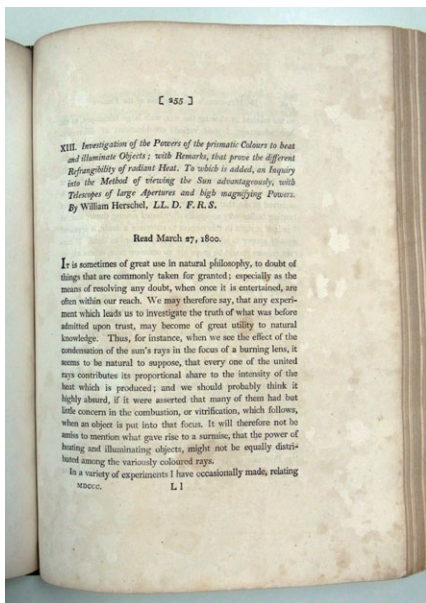 [ 255 ]
XIII. Investigation of the Powers of the prismatic Colours to heat
and illuminate Objects; with Remarks, that prove the different
Refrangibility of radiant Heat. To which is added, an Inquiry
into the Method of viewing the Sun advantageously, with
Telescopes of large Apertures and high magnifying Powers.
By William Herschel, LL. D. F. R. S.
Read March 27, 1800.
It is sometimes of great use in natural philosophy, to doubt of
things that are commonly taken for granted; especially as the
means of resolving any doubt, when once it is entertained, are
often within our reach. We may therefore say, that any experi-
ment which leads us to investigate the truth of what was before
admitted upon trust, may become of great utility to natural
knowledge. Thus, for instance, when we see the effect of the
condensation of the sun's rays in the focus of a burning lens, it
seems to be natural to suppose, that every one of the united
rays contributes its proportional share to the intensity of the
heat which is produced; and we should probably think it
highly absurd, if it were asserted that many of them had but
little concern in the combustion, or vitrification, which follows,
when an object is put into that focus. It will therefore not be
amiss to mention what gave rise to a surmise, that the power of
heating and illuminating objects, might not be equally distri-
buted among the variously coloured rays.
In a variety of experiments I have occasionally made, relating
MDCCC. L l